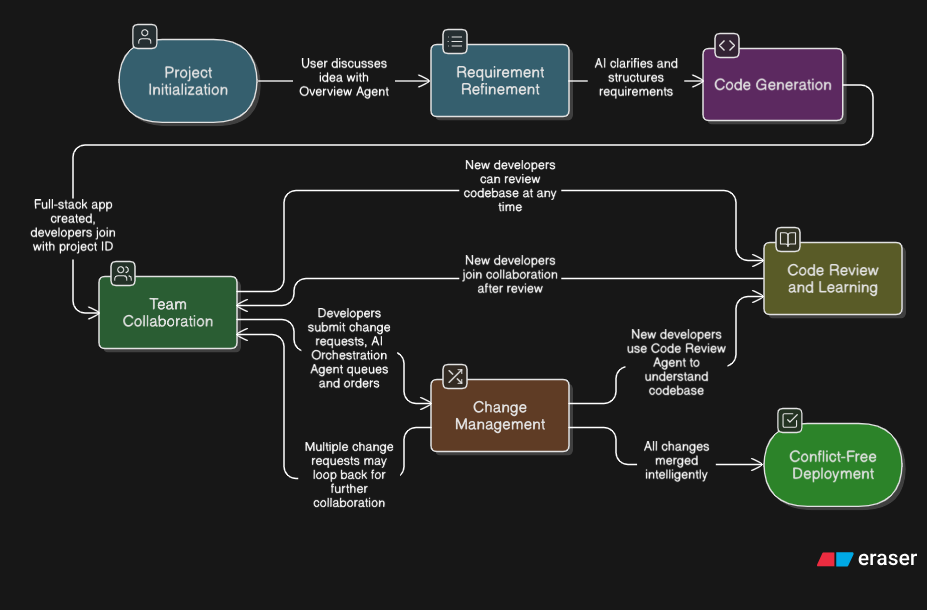 Project
Initialization
User discusses
idea with
Overview Agent
Requirement
Refinement
AI clarifies and
structures
requirements
Code Generation
Full-stack app
created,
developers join
with project ID
New developers
can review
codebase at any
time
Team
Collaboration
New developers
join collaboration
after review
Code Review
and Learning
Developers
submit change
requests, AI
Orchestration
Agent queues
and orders
Change
Management
New developers
use Code Review
Agent to
understand
codebase
Multiple change
requests may
loop back for
further
collaboration
All changes
merged
intelligently
Conflict-Free
Deployment
eraser